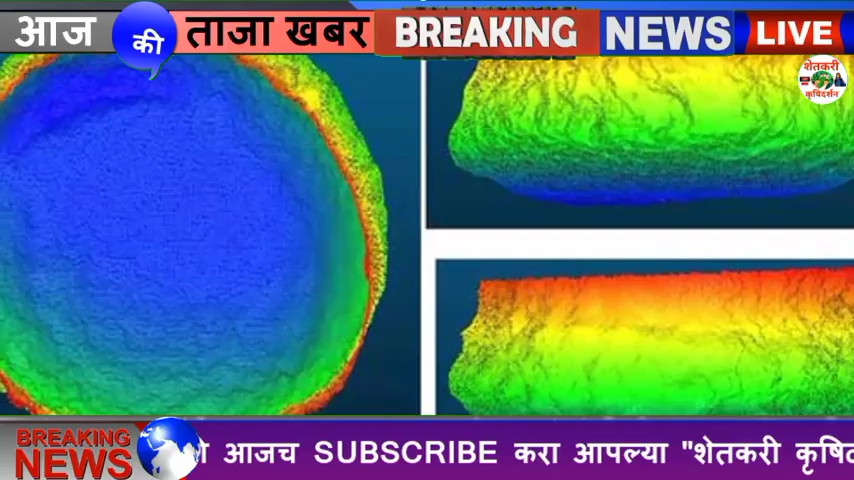 आज की ताजा खबर BREAKING NEWS LIVE
शेतकरी
कृषिदर्शन
BREAKING
NEWS
आजच SUBSCRIBE करा आपल्या "शेतकरी